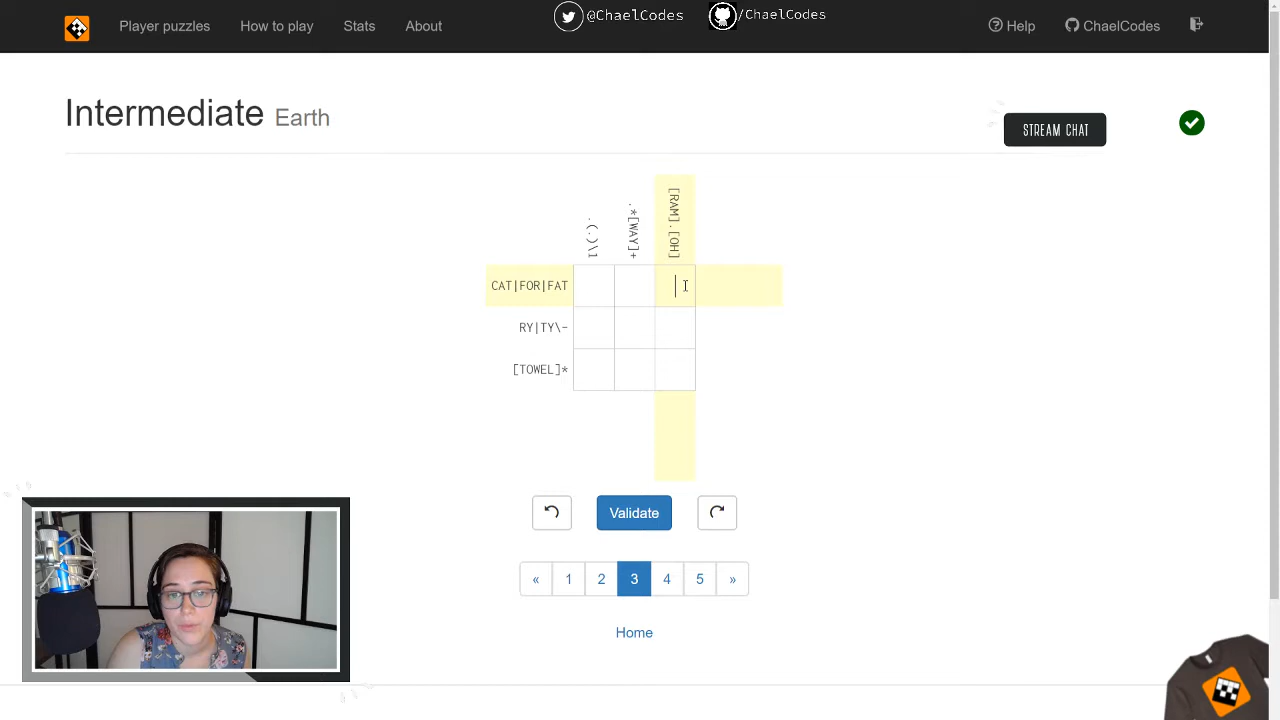 Player puzzles How to play Stats About @ChaelCodes /ChaelCodes Help ChaelCodes
Intermediate Earth
STREAM CHAT
.(.)\1
.*[WAY]+
[RAM].[OH]
CAT|FOR|FAT
RY|TY\-
[TOWEL]*
Validate
« 1 2 3 4 5 »
Home